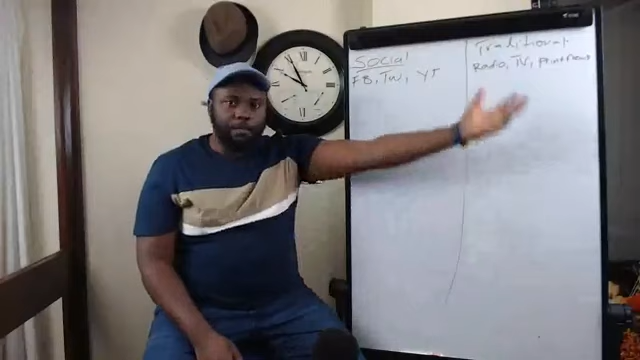 Social
FB, TW, YT
Traditional
Radio, TV, Print News